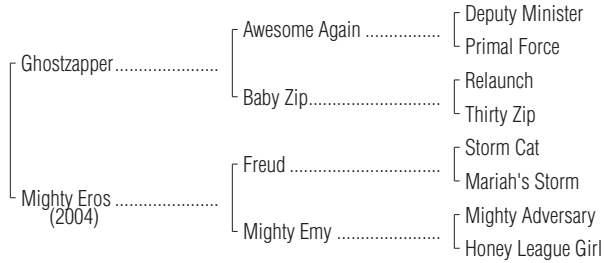 Deputy Minister
Awesome Again ................
Primal Force
Ghostzapper.....................
Relaunch
Baby Zip...........................
Thirty Zip
Storm Cat
Freud ..............................
Mariah's Storm
Mighty Eros .....................
(2004)
Mighty Adversary
Mighty Emy .....................
Honey League Girl